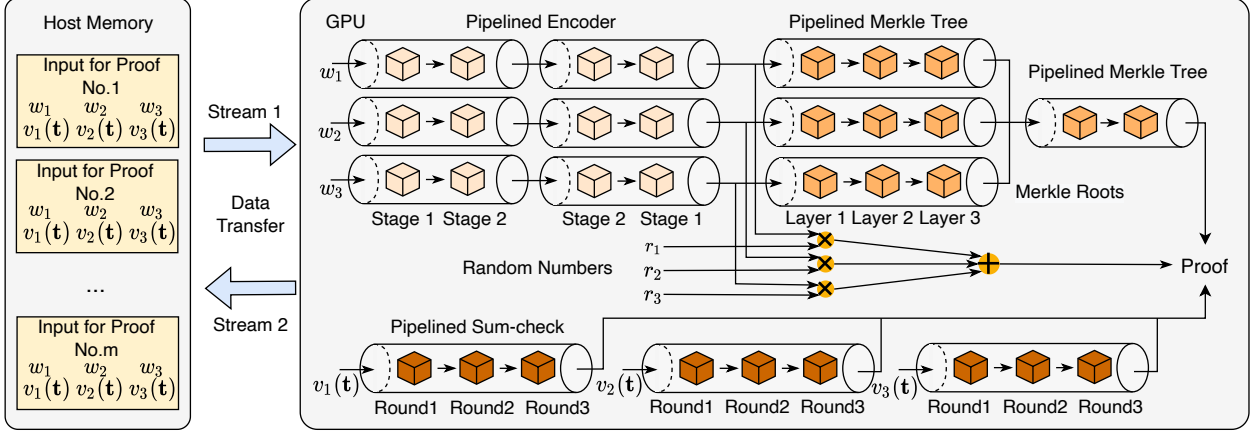 Host Memory
Input for Proof
No.1
w₁ w₂ w₃
v₁(t) v₂(t) v₃(t)
Input for Proof
No.2
w₁ w₂ w₃
v₁(t) v₂(t) v₃(t)
...
Input for Proof
No.m
w₁ w₂ w₃
v₁(t) v₂(t) v₃(t)
Stream 1
Data
Transfer
Stream 2
GPU
Pipelined Encoder
Pipelined Merkle Tree
w₁
w₂
w₃
Stage 1 Stage 2 Stage 2 Stage 1
Layer 1 Layer 2 Layer 3
Pipelined Merkle Tree
Merkle Roots
Random Numbers
r₁
r₂
r₃
Proof
Pipelined Sum-check
v₁(t)
Round1 Round2 Round3
v₂(t)
Round1 Round2 Round3
v₃(t)
Round1 Round2 Round3